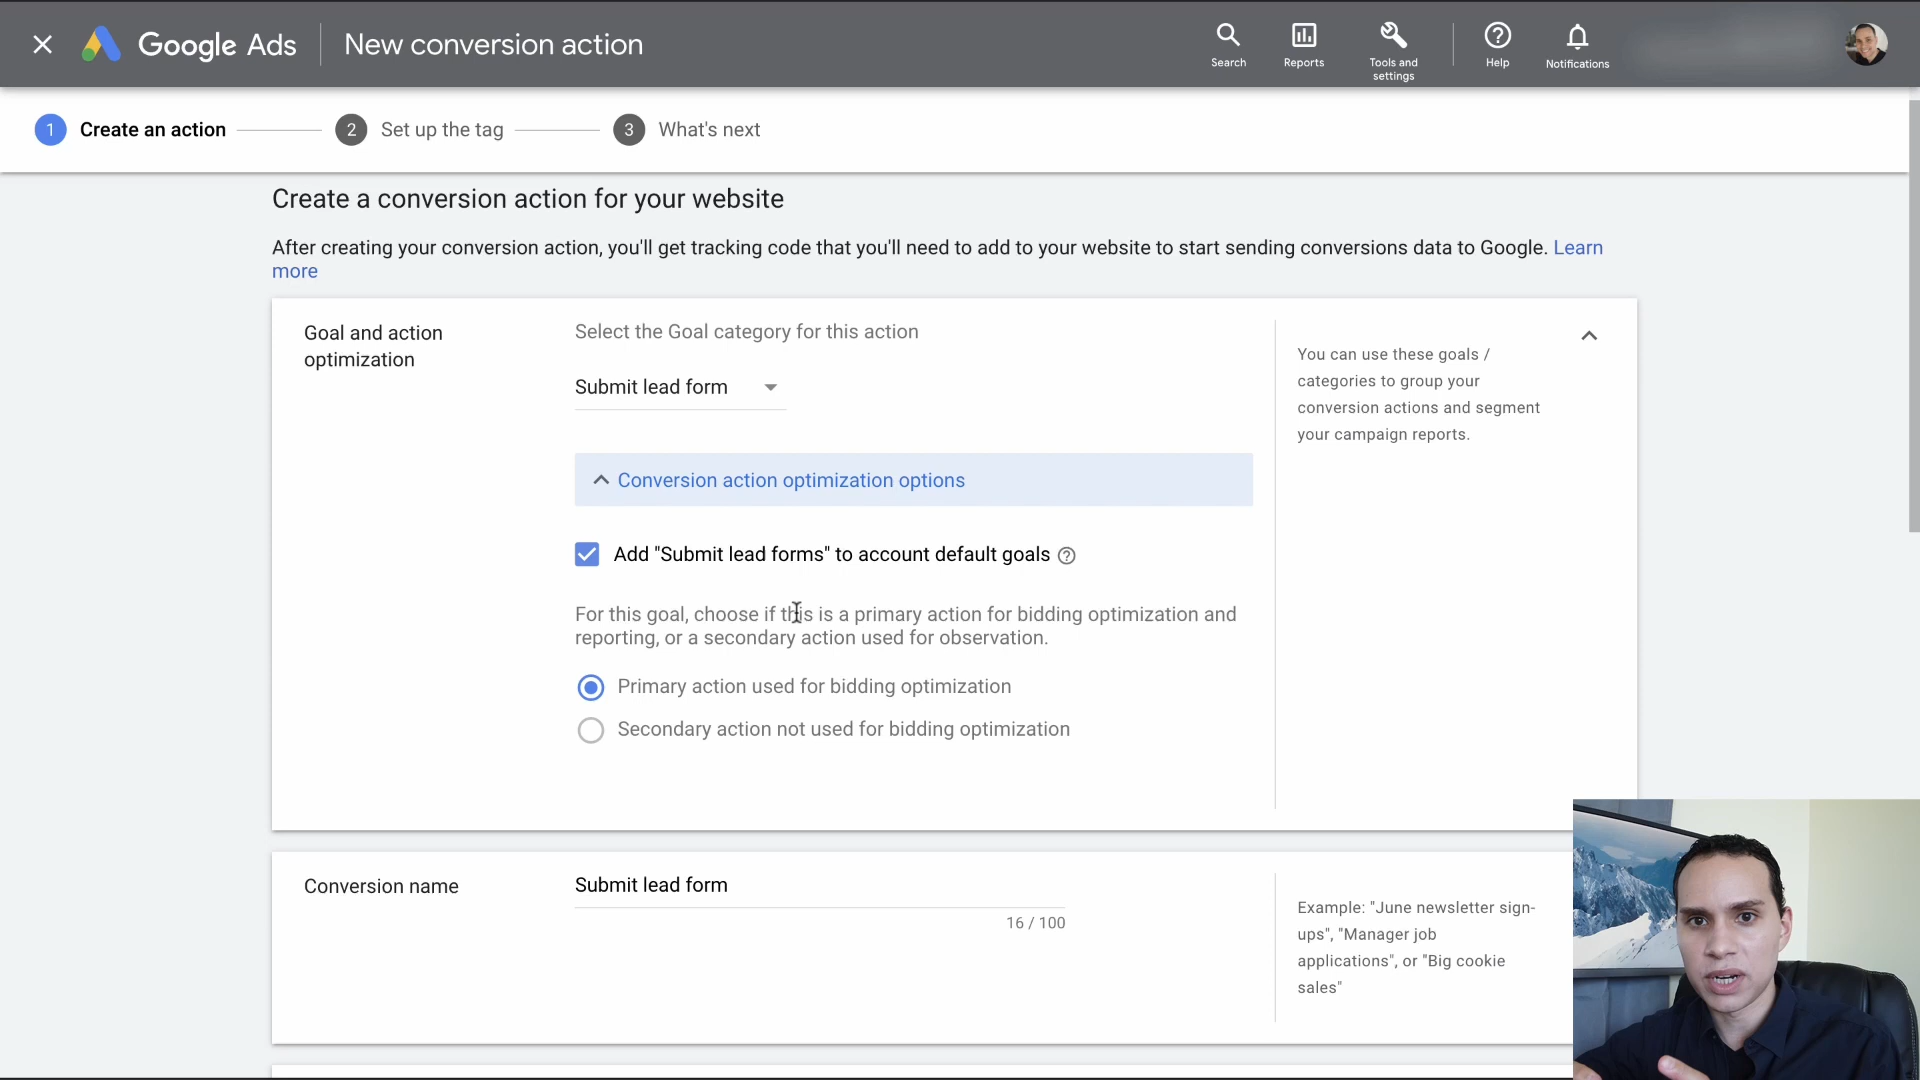 Google Ads
New conversion action
Search
Reports
Tools and
settings
Help
Notifications
1 Create an action
2 Set up the tag
3 What's next
Create a conversion action for your website
After creating your conversion action, you'll get tracking code that you'll need to add to your website to start sending conversions data to Google. Learn
more
Goal and action
optimization
Select the Goal category for this action
Submit lead form
Conversion action optimization options
Add "Submit lead forms" to account default goals
For this goal, choose if this is a primary action for bidding optimization and
reporting, or a secondary action used for observation.
Primary action used for bidding optimization
Secondary action not used for bidding optimization
You can use these goals /
categories to group your
conversion actions and segment
your campaign reports.
Conversion name
Submit lead form
16 / 100
Example: "June newsletter sign-
ups", "Manager job
applications", or "Big cookie
sales"